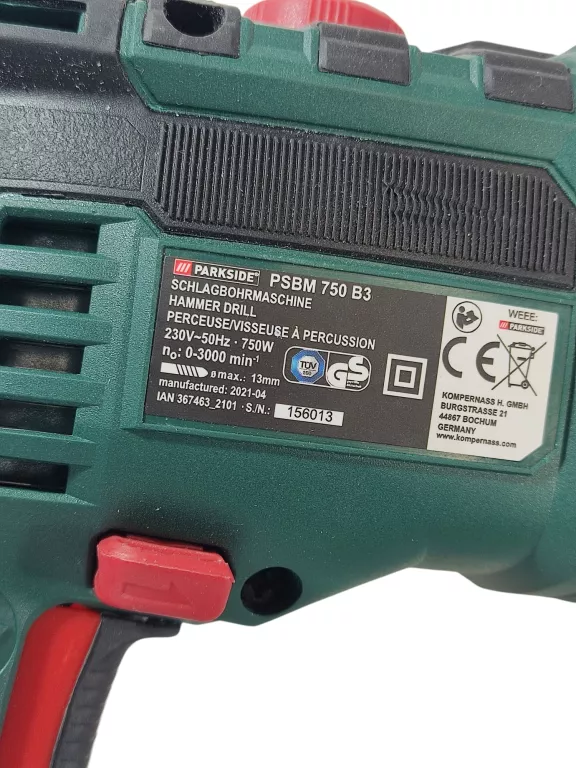 /// PARKSIDE® PSBM 750 B3
SCHLAGBOHRMASCHINE
HAMMER DRILL
PERCEUSE/VISSEUSE À PERCUSSION
230V~50Hz · 750W
n₀: 0-3000 min⁻¹
ø max.: 13mm
manufactured: 2021-04
IAN 367463_2101 · S./N.: 156013
TÜV
GS
CE
WEEE:
/// PARKSIDE
KOMPERNASS H. GMBH
BURGSTRASSE 21
44867 BOCHUM
GERMANY
www.kompernass.com